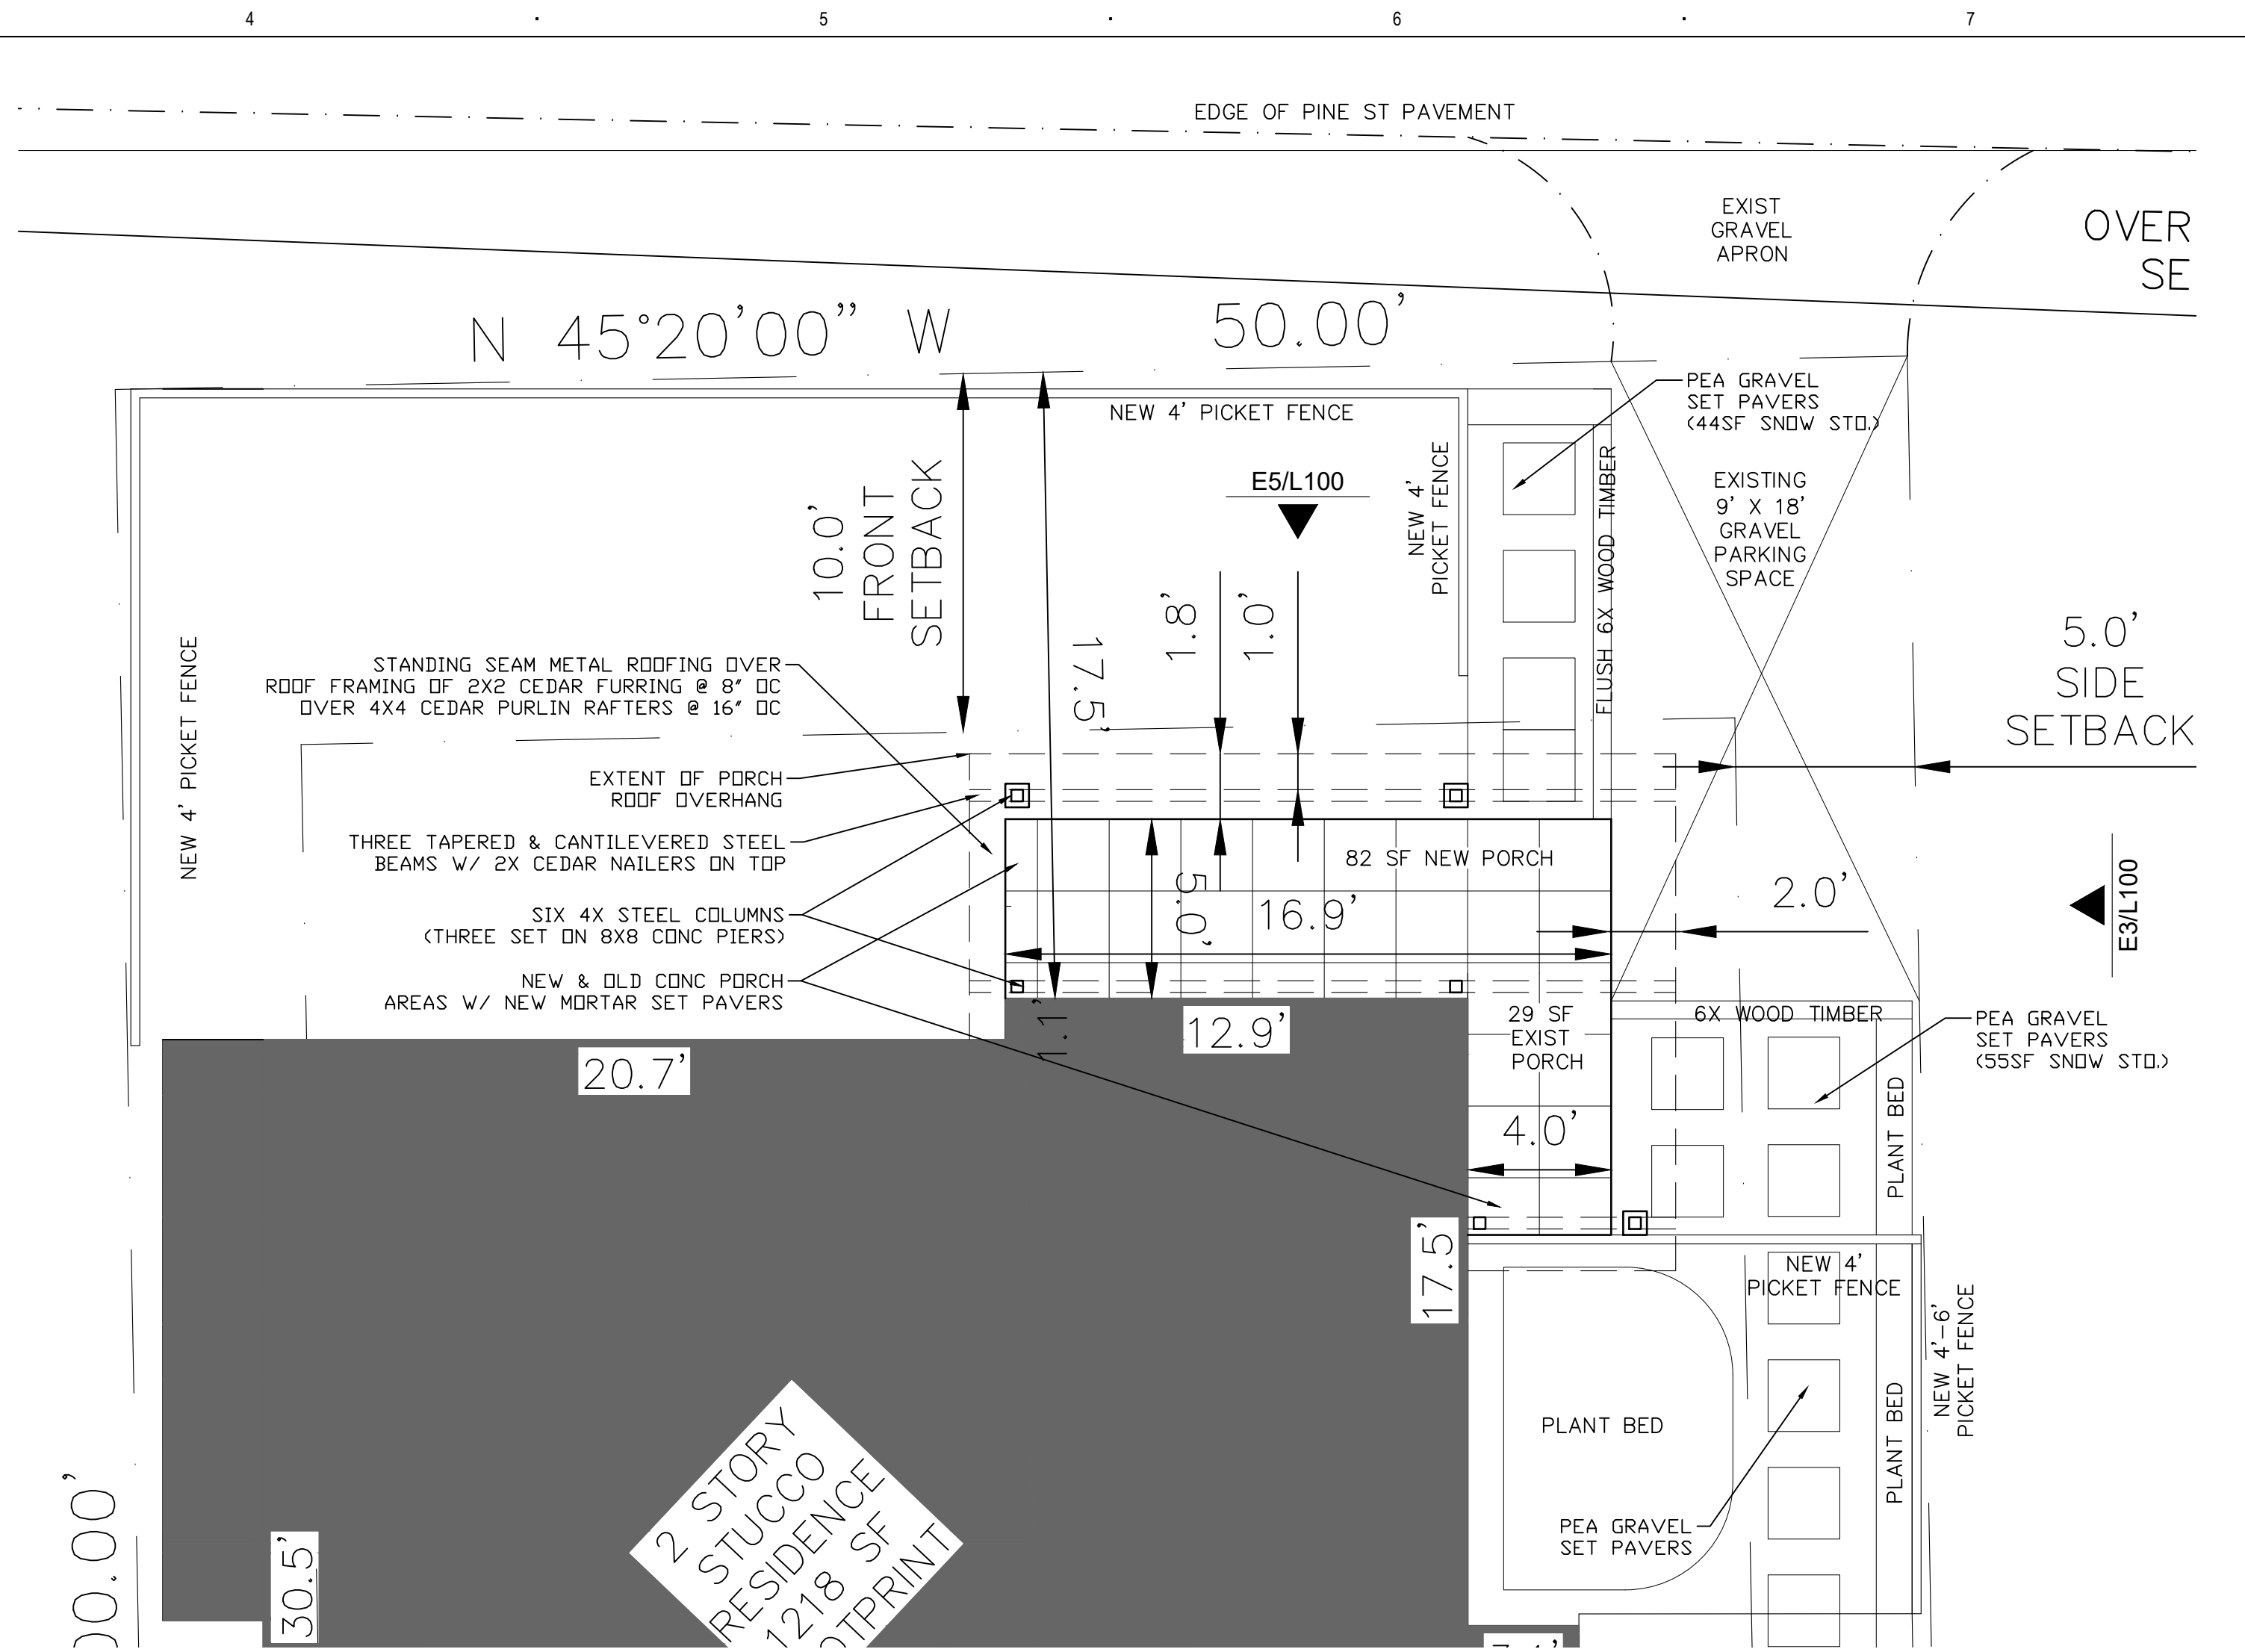 4
5
6
7
EDGE OF PINE ST PAVEMENT
EXIST
GRAVEL
APRON
OVER
SE
N 45°20'00" W
50.00'
NEW 4' PICKET FENCE
PEA GRAVEL
SET PAVERS
(44SF SNOW STO.)
10.0'
FRONT
SETBACK
17.5'
E5/L100
NEW 4'
PICKET FENCE
FLUSH 6X WOOD TIMBER
EXISTING
9' X 18'
GRAVEL
PARKING
SPACE
1.8'
1.0'
5.0'
SIDE
SETBACK
NEW 4' PICKET FENCE
STANDING SEAM METAL ROOFING OVER
ROOF FRAMING OF 2X2 CEDAR FURRING @ 8" OC
OVER 4X4 CEDAR PURLIN RAFTERS @ 16" OC
EXTENT OF PORCH
ROOF OVERHANG
THREE TAPERED & CANTILEVERED STEEL
BEAMS W/ 2X CEDAR NAILERS ON TOP
SIX 4X STEEL COLUMNS
(THREE SET ON 8X8 CONC PIERS)
NEW & OLD CONC PORCH
AREAS W/ NEW MORTAR SET PAVERS
82 SF NEW PORCH
5.0'
16.9'
2.0'
E3/L100
1.1'
12.9'
20.7'
29 SF
EXIST
PORCH
6X WOOD TIMBER
PEA GRAVEL
SET PAVERS
(55SF SNOW STO.)
PLANT BED
4.0'
17.5'
NEW 4'
PICKET FENCE
NEW 4'-6'
PICKET FENCE
PLANT BED
PLANT BED
PEA GRAVEL
SET PAVERS
2 STORY
STUCCO
RESIDENCE
1218 SF
OTPRINT
30.5'
00.00'